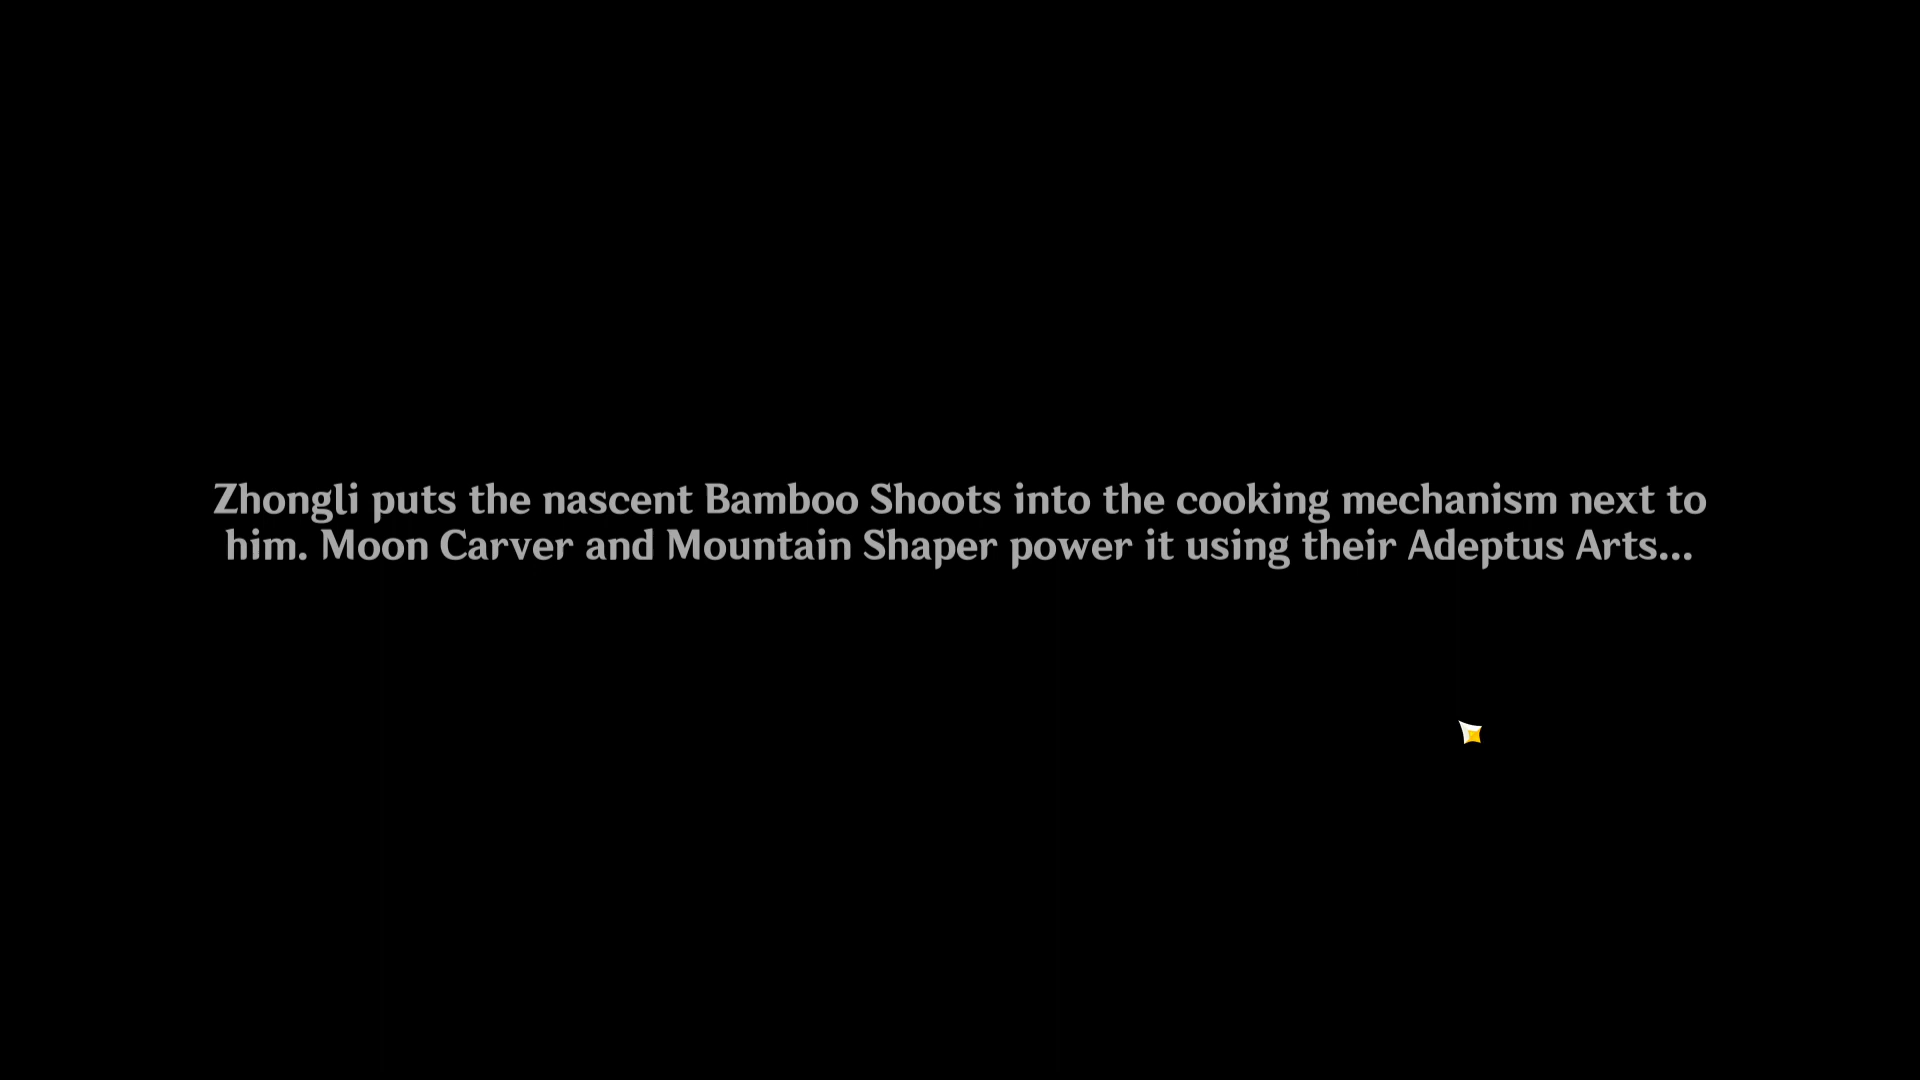 Zhongli puts the nascent Bamboo Shoots into the cooking mechanism next to
him. Moon Carver and Mountain Shaper power it using their Adeptus Arts...